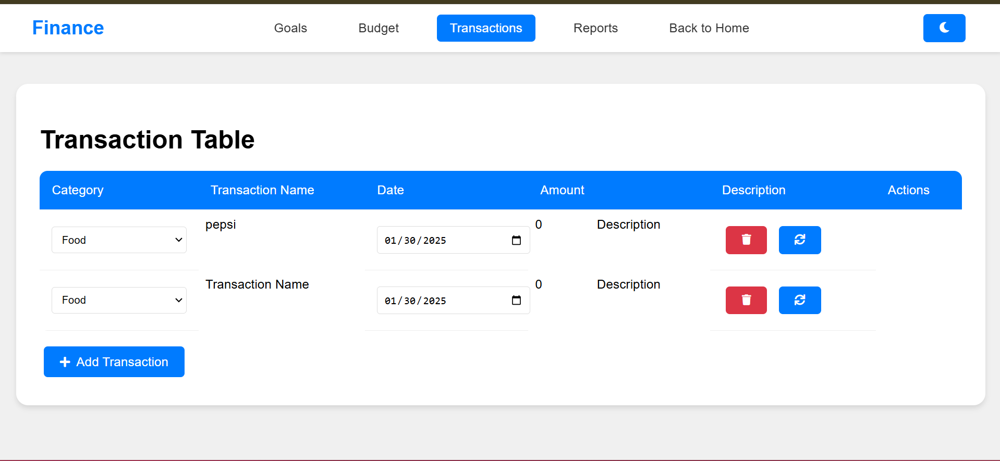 Finance
Goals Budget Transactions Reports Back to Home
Transaction Table
Category Transaction Name Date Amount Description Actions
Food pepsi 01/30/2025 0 Description
Food Transaction Name 01/30/2025 0 Description
Add Transaction